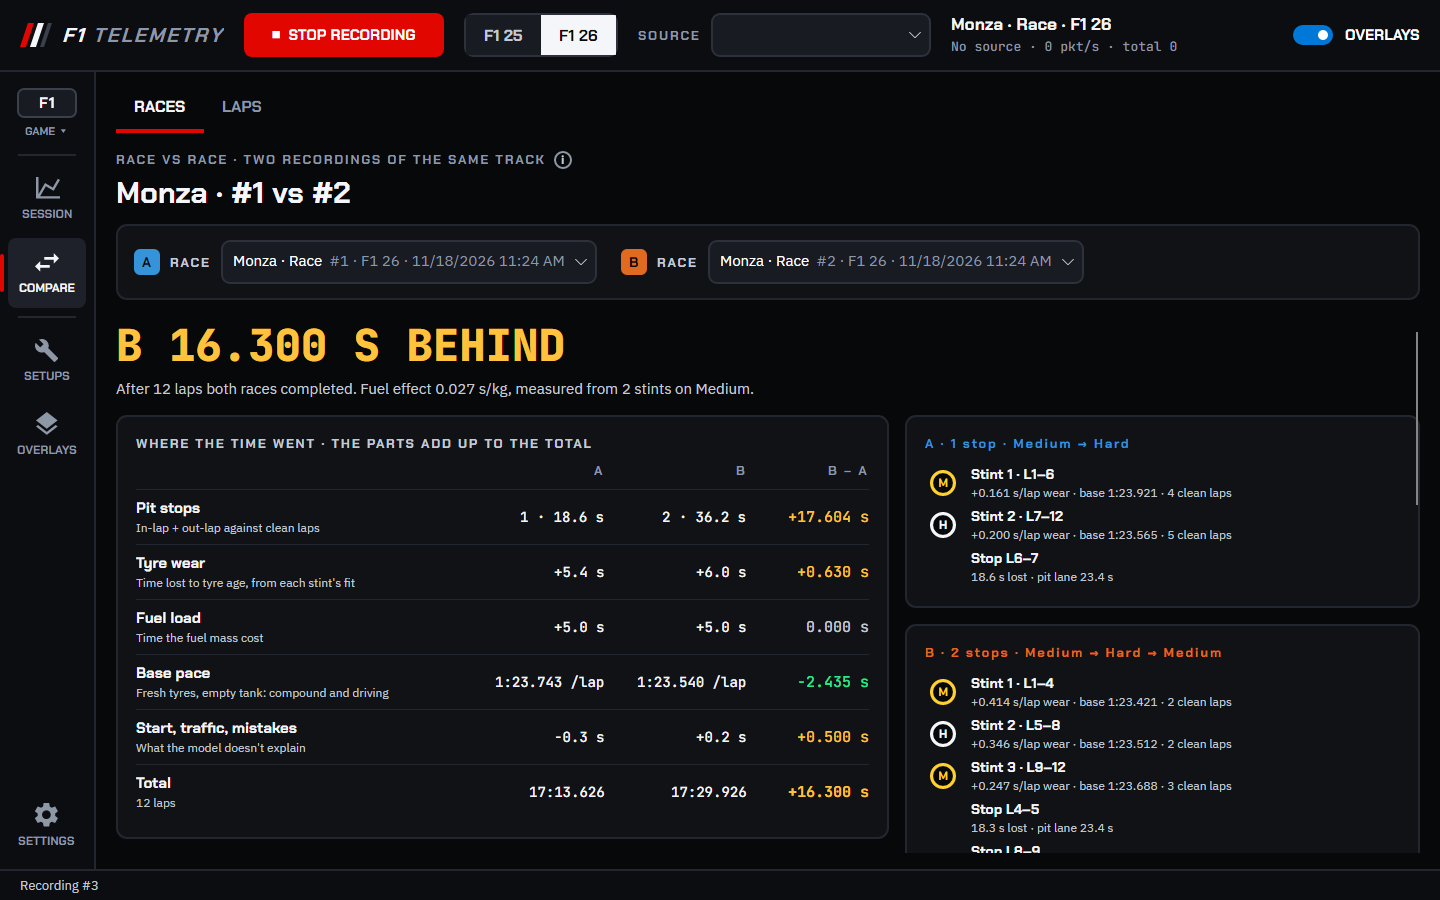 F1 TELEMETRY
STOP RECORDING
F1 25
F1 26
SOURCE
Monza · Race · F1 26
No source · 0 pkt/s · total 0
OVERLAYS
F1
GAME
SESSION
COMPARE
SETUPS
OVERLAYS
SETTINGS
RACES
LAPS
RACE VS RACE · TWO RECORDINGS OF THE SAME TRACK
Monza · #1 vs #2
A RACE Monza · Race #1 · F1 26 · 11/18/2026 11:24 AM
B RACE Monza · Race #2 · F1 26 · 11/18/2026 11:24 AM
B 16.300 S BEHIND
After 12 laps both races completed. Fuel effect 0.027 s/kg, measured from 2 stints on Medium.
WHERE THE TIME WENT · THE PARTS ADD UP TO THE TOTAL
A B B – A
Pit stops 1 · 18.6 s 2 · 36.2 s +17.604 s
In-lap + out-lap against clean laps
Tyre wear +5.4 s +6.0 s +0.630 s
Time lost to tyre age, from each stint's fit
Fuel load +5.0 s +5.0 s 0.000 s
Time the fuel mass cost
Base pace 1:23.743 /lap 1:23.540 /lap -2.435 s
Fresh tyres, empty tank: compound and driving
Start, traffic, mistakes -0.3 s +0.2 s +0.500 s
What the model doesn't explain
Total 17:13.626 17:29.926 +16.300 s
12 laps
A · 1 stop · Medium → Hard
M Stint 1 · L1–6
+0.161 s/lap wear · base 1:23.921 · 4 clean laps
H Stint 2 · L7–12
+0.200 s/lap wear · base 1:23.565 · 5 clean laps
Stop L6–7
18.6 s lost · pit lane 23.4 s
B · 2 stops · Medium → Hard → Medium
M Stint 1 · L1–4
+0.414 s/lap wear · base 1:23.421 · 2 clean laps
H Stint 2 · L5–8
+0.346 s/lap wear · base 1:23.512 · 2 clean laps
M Stint 3 · L9–12
+0.247 s/lap wear · base 1:23.688 · 3 clean laps
Stop L4–5
18.3 s lost · pit lane 23.4 s
Stop L8–9
Recording #3